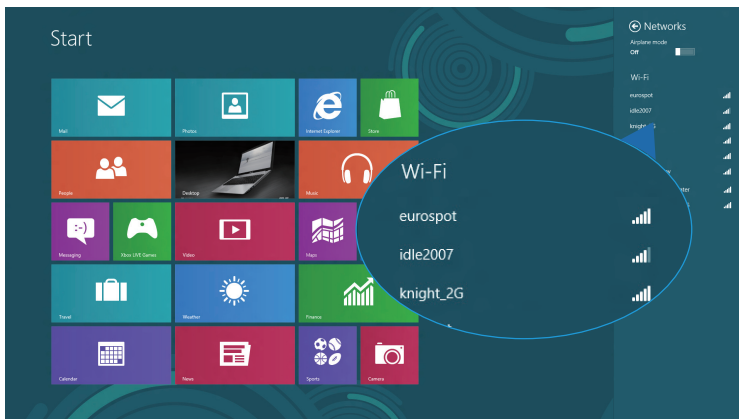 Start
Networks
Airplane mode
Off
Wi-Fi
eurospot
idle2007
Mail
Photos
Internet Explorer
Store
People
Desktop
Music
Messaging
Xbox LIVE Games
Video
Maps
Travel
Weather
Finance
Calendar
News
Sports
Camera
Wi-Fi
eurospot
idle2007
knight_2G